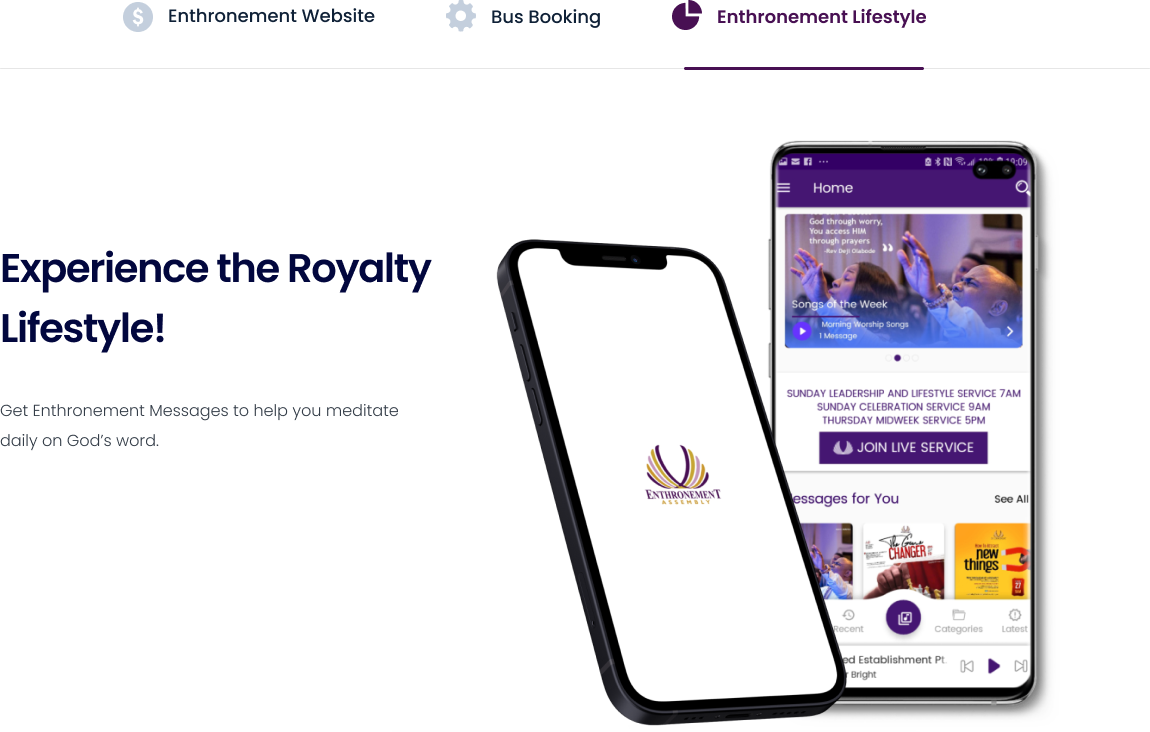 Enthronement Website
Bus Booking
Enthronement Lifestyle
Experience the Royalty
Lifestyle!
Get Enthronement Messages to help you meditate
daily on God’s word.
ENTHRONEMENT
ASSEMBLY
19:09
Home
God through worry,
You access HIM
through prayers
-Rev Deji Olabode
Songs of the Week
Morning Worship Songs
1 Message
SUNDAY LEADERSHIP AND LIFESTYLE SERVICE 7AM
SUNDAY CELEBRATION SERVICE 9AM
THURSDAY MIDWEEK SERVICE 5PM
JOIN LIVE SERVICE
essages for You
See All
The Game
CHANGER
new
things
27
Recent
Categories
Latest
ed Establishment Pt.
r Bright